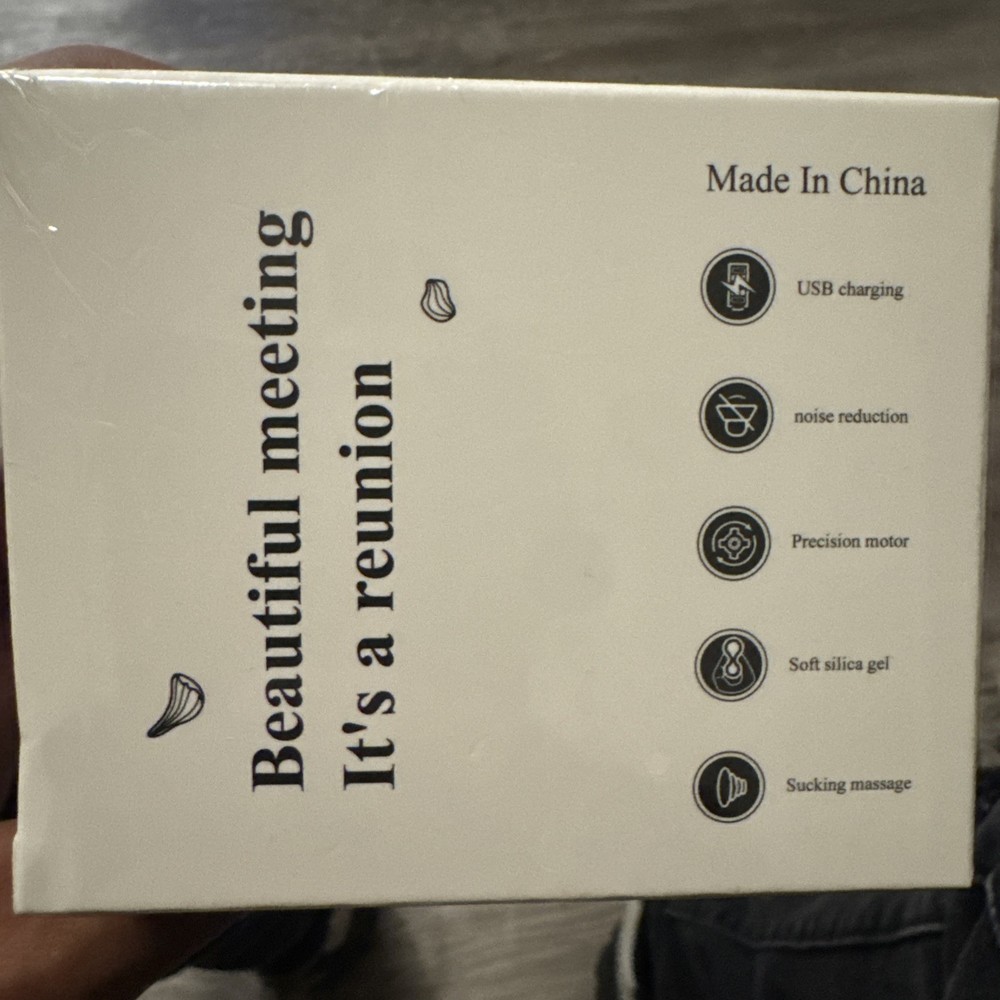 Beautiful meeting
It's a reunion
Made In China
USB charging
noise reduction
Precision motor
Soft silica gel
Sucking massage